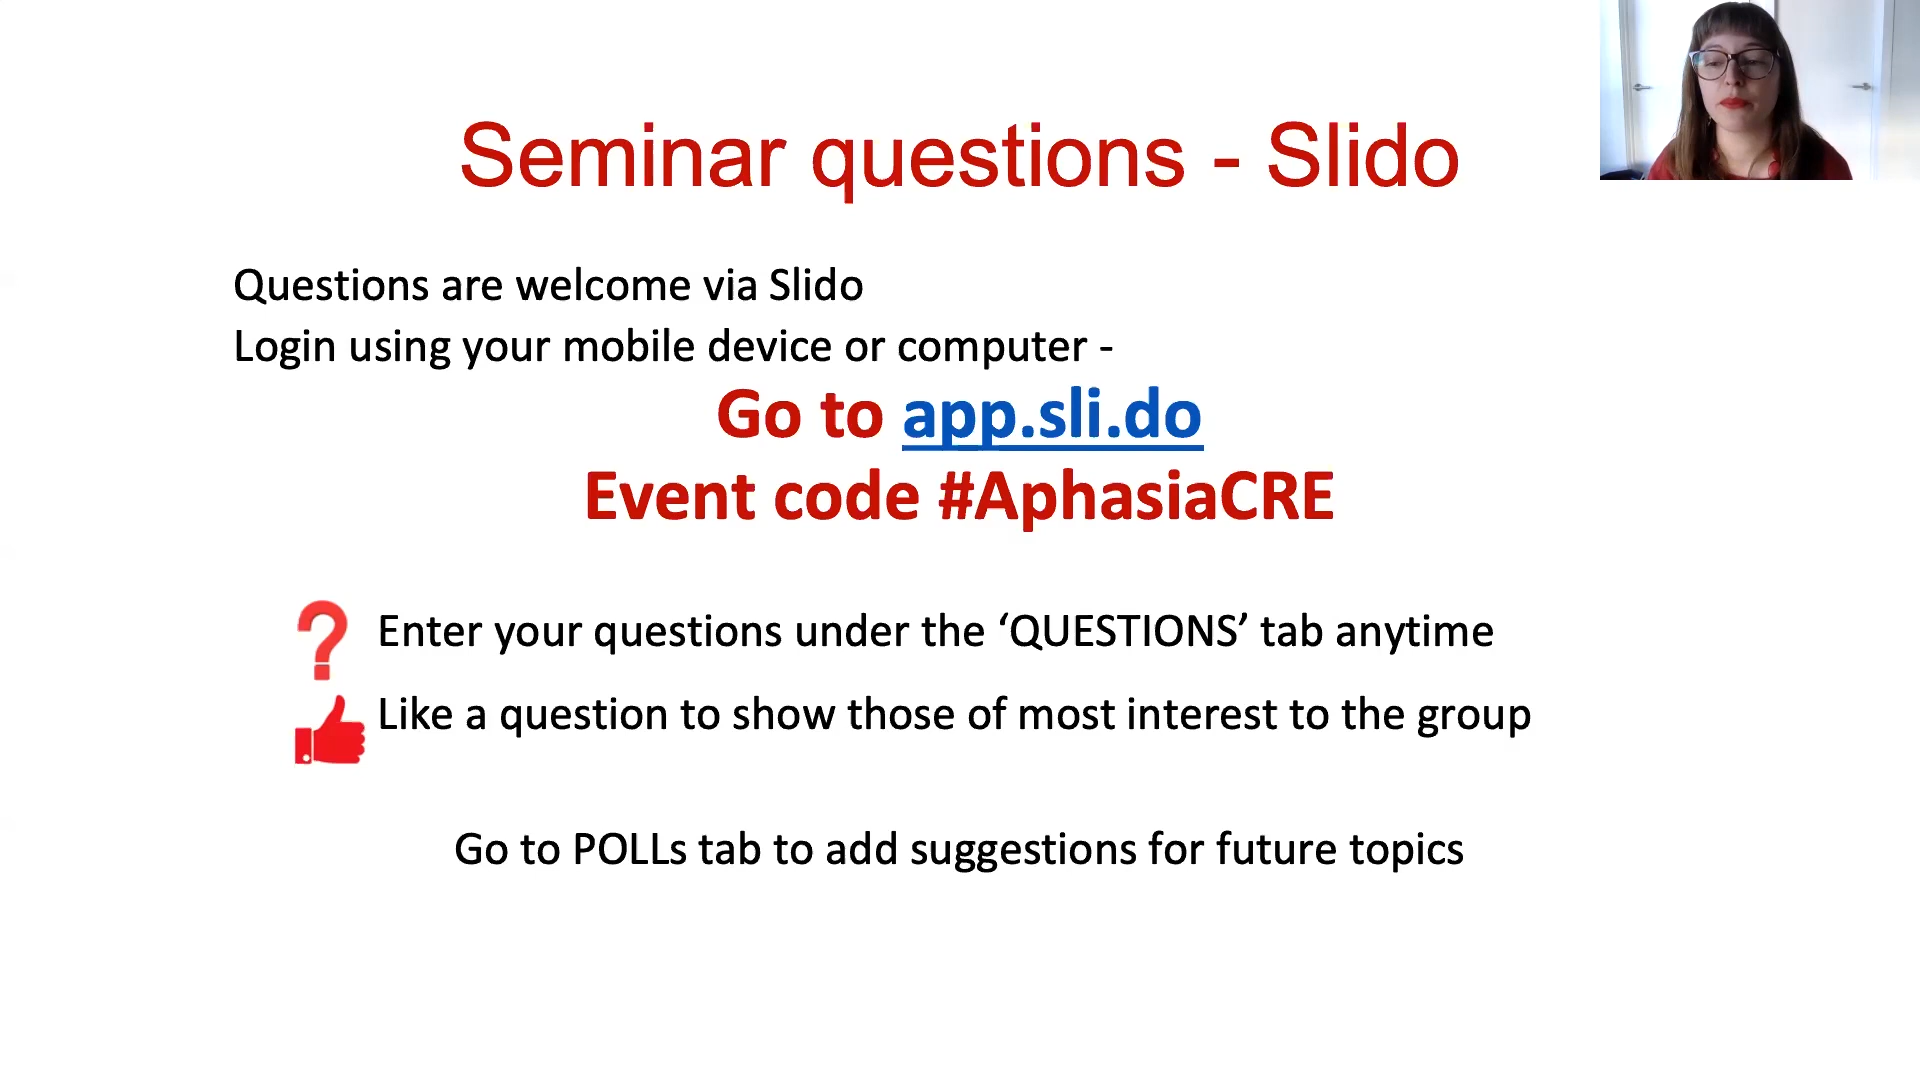 Seminar questions - Slido
Questions are welcome via Slido
Login using your mobile device or computer -
Go to app.sli.do
Event code #AphasiaCRE
Enter your questions under the ‘QUESTIONS’ tab anytime
Like a question to show those of most interest to the group
Go to POLLs tab to add suggestions for future topics